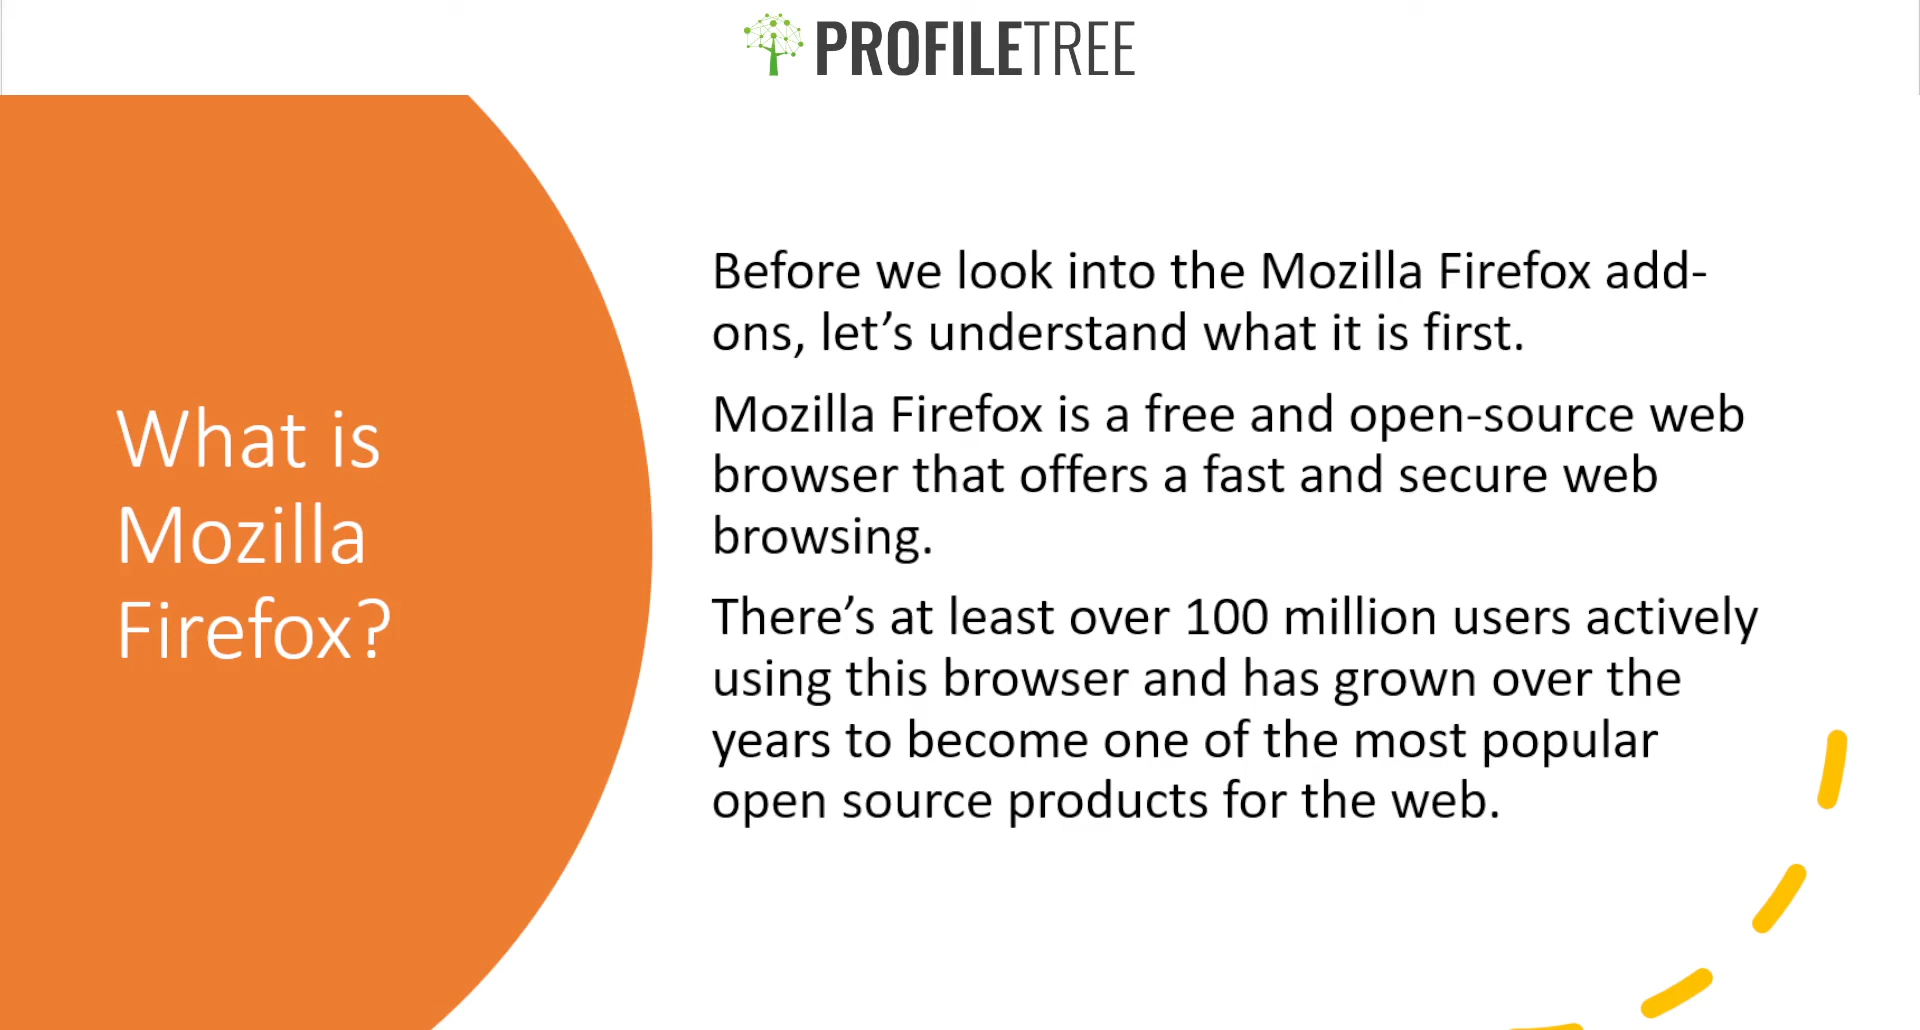 PROFILETREE
What is
Mozilla
Firefox?
Before we look into the Mozilla Firefox add-
ons, let’s understand what it is first.
Mozilla Firefox is a free and open-source web
browser that offers a fast and secure web
browsing.
There’s at least over 100 million users actively
using this browser and has grown over the
years to become one of the most popular
open source products for the web.